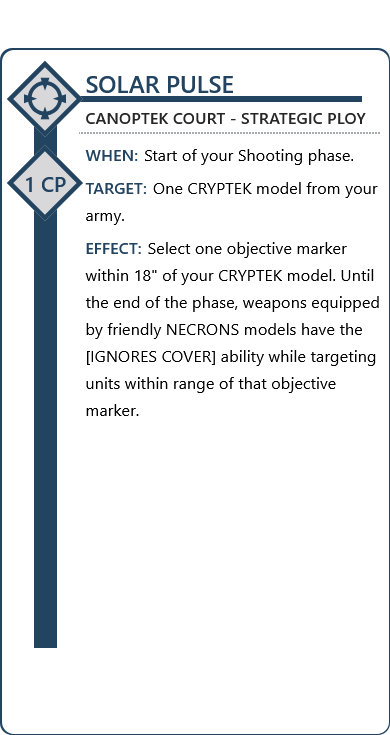 SOLAR PULSE
CANOPTEK COURT - STRATEGIC PLOY
1 CP
WHEN: Start of your Shooting phase.
TARGET: One CRYPTEK model from your
army.
EFFECT: Select one objective marker
within 18" of your CRYPTEK model. Until
the end of the phase, weapons equipped
by friendly NECRONS models have the
[IGNORES COVER] ability while targeting
units within range of that objective
marker.